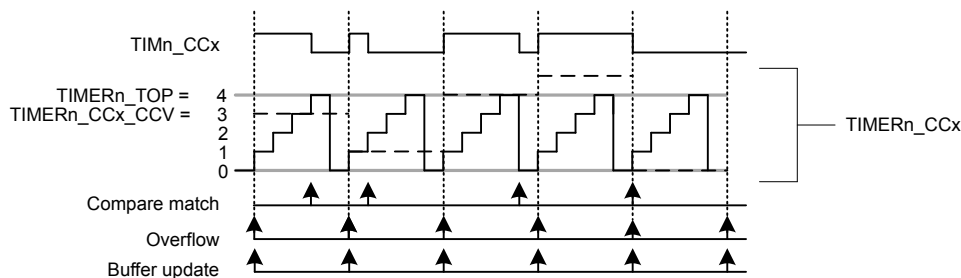 TIMn_CCx
TIMERn_TOP = 4
TIMERn_CCx_CCV = 3
2
1
0
TIMERn_CCx
Compare match
Overflow
Buffer update